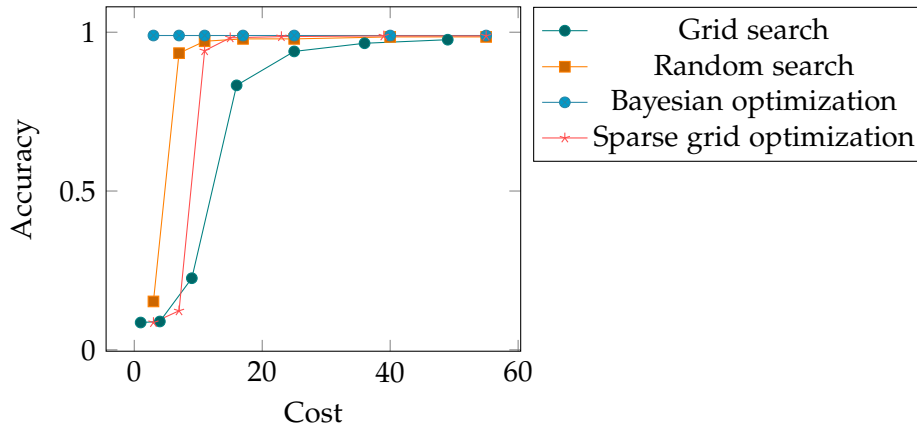 1
0.5
0
Accuracy
0
20
40
60
Cost
Grid search
Random search
Bayesian optimization
Sparse grid optimization